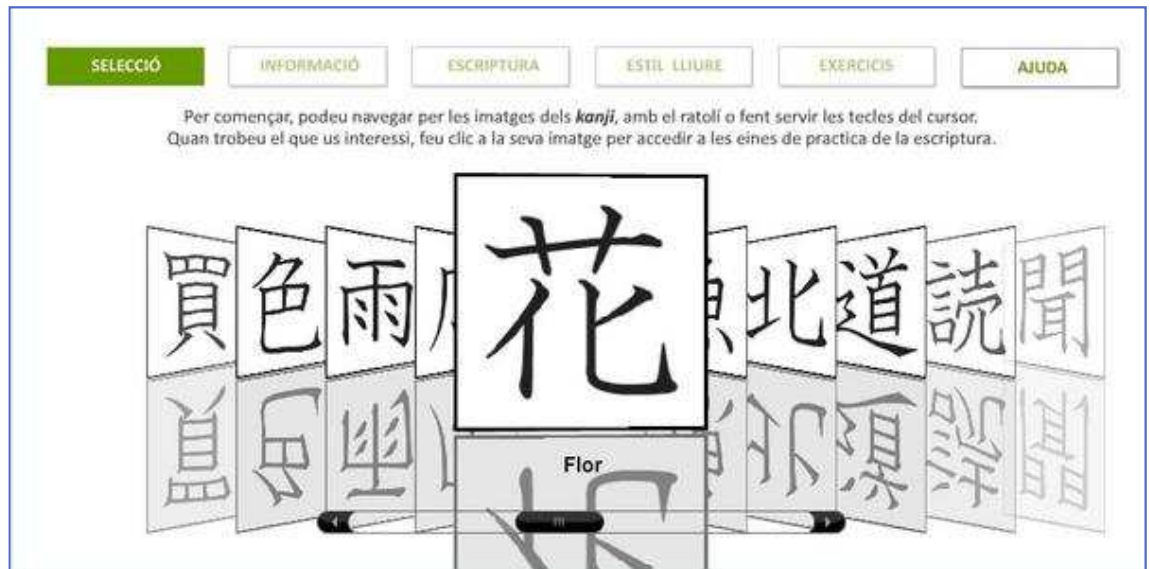 SELECCIÓ
INFORMACIÓ
ESCRIPTURA
ESTIL LLIURE
EXERCICIS
AJUDA
Per començar, podeu navegar per les imatges dels kanji, amb el ratolí o fent servir les tecles del cursor.
Quan trobeu el que us interessi, feu clic a la seva imatge per accedir a les eines de practica de la escriptura.
買 色 雨 花 北 道 読 聞
Flor